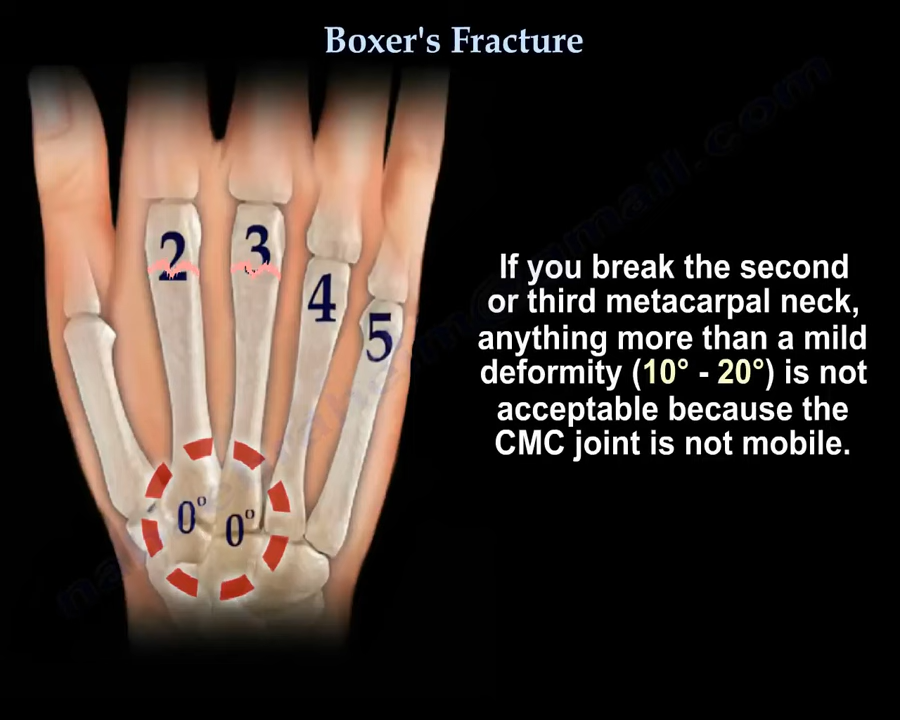 Boxer's Fracture
2
3
4
5
If you break the second
or third metacarpal neck,
anything more than a mild
deformity (10° - 20°) is not
acceptable because the
CMC joint is not mobile.
0°
0°